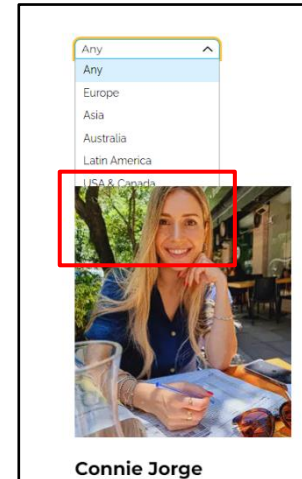 Any
Any
Europe
Asia
Australia
Latin America
USA & Canada
Connie Jorge